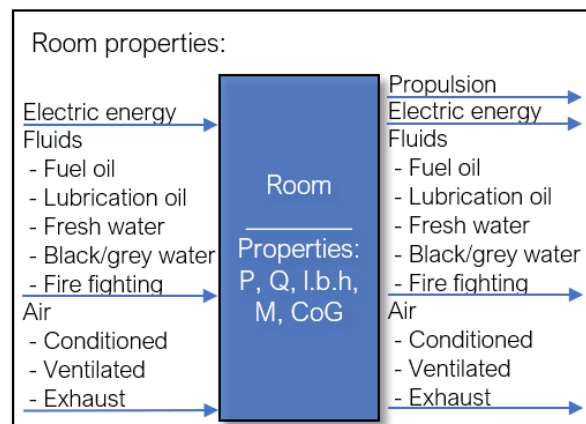 Room properties:
Electric energy
Fluids
- Fuel oil
- Lubrication oil
- Fresh water
- Black/grey water
- Fire fighting
Air
- Conditioned
- Ventilated
- Exhaust
Room
Properties:
P, Q, l.b.h,
M, CoG
Propulsion
Electric energy
Fluids
- Fuel oil
- Lubrication oil
- Fresh water
- Black/grey water
- Fire fighting
Air
- Conditioned
- Ventilated
- Exhaust